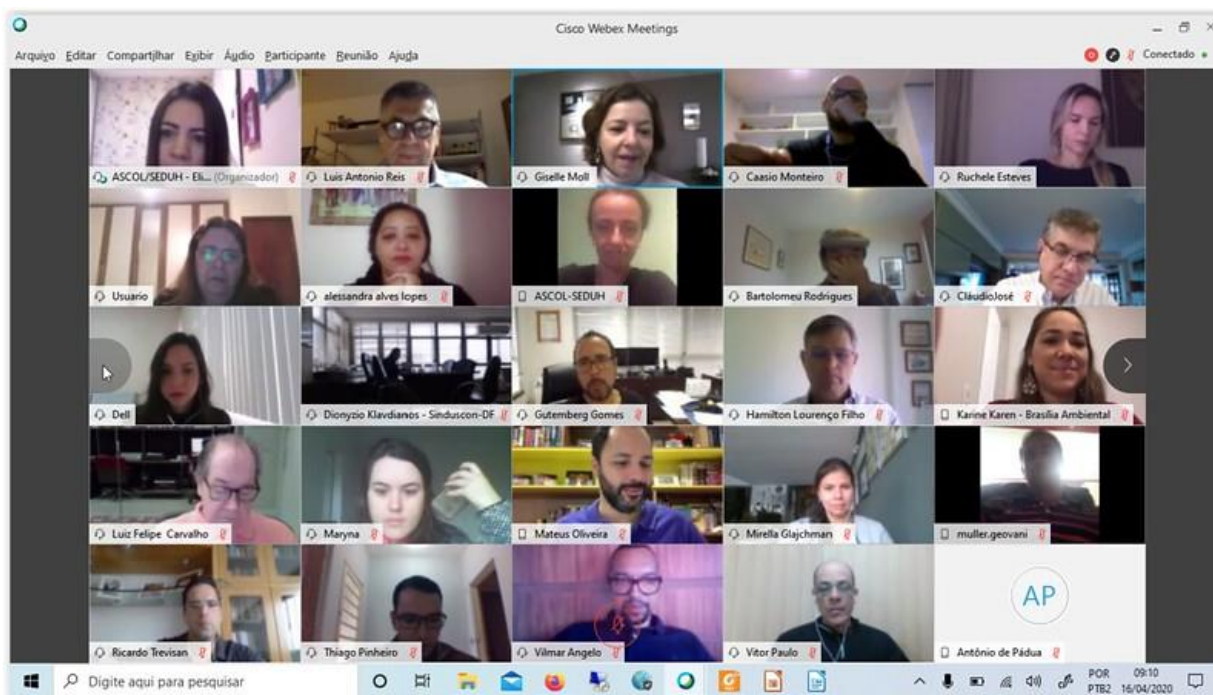 Cisco Webex Meetings
Arquivo Editar Compartilhar Exibir Áudio Participante Reunião Ajuda
Conectado
ASCOL/SEDUH - Eli... (Organizador)
Luis Antonio Reis
Giselle Moll
Caasio Monteiro
Ruchele Esteves
Usuario
alessandra alves lopes
ASCOL-SEDUH
Bartolomeu Rodrigues
CláudioJosé
Dell
Dionyzio Klavdianos - Sinduscon-DF
Gutemberg Gomes
Hamilton Lourenço Filho
Karine Karen - Brasília Ambiental
Luiz Felipe Carvalho
Maryna
Mateus Oliveira
Mirella Glajchman
muller.geovani
AP
Ricardo Trevisan
Thiago Pinheiro
Vilmar Angelo
Vitor Paulo
Antônio de Pádua
Digite aqui para pesquisar
POR 09:10
PTB2 16/04/2020